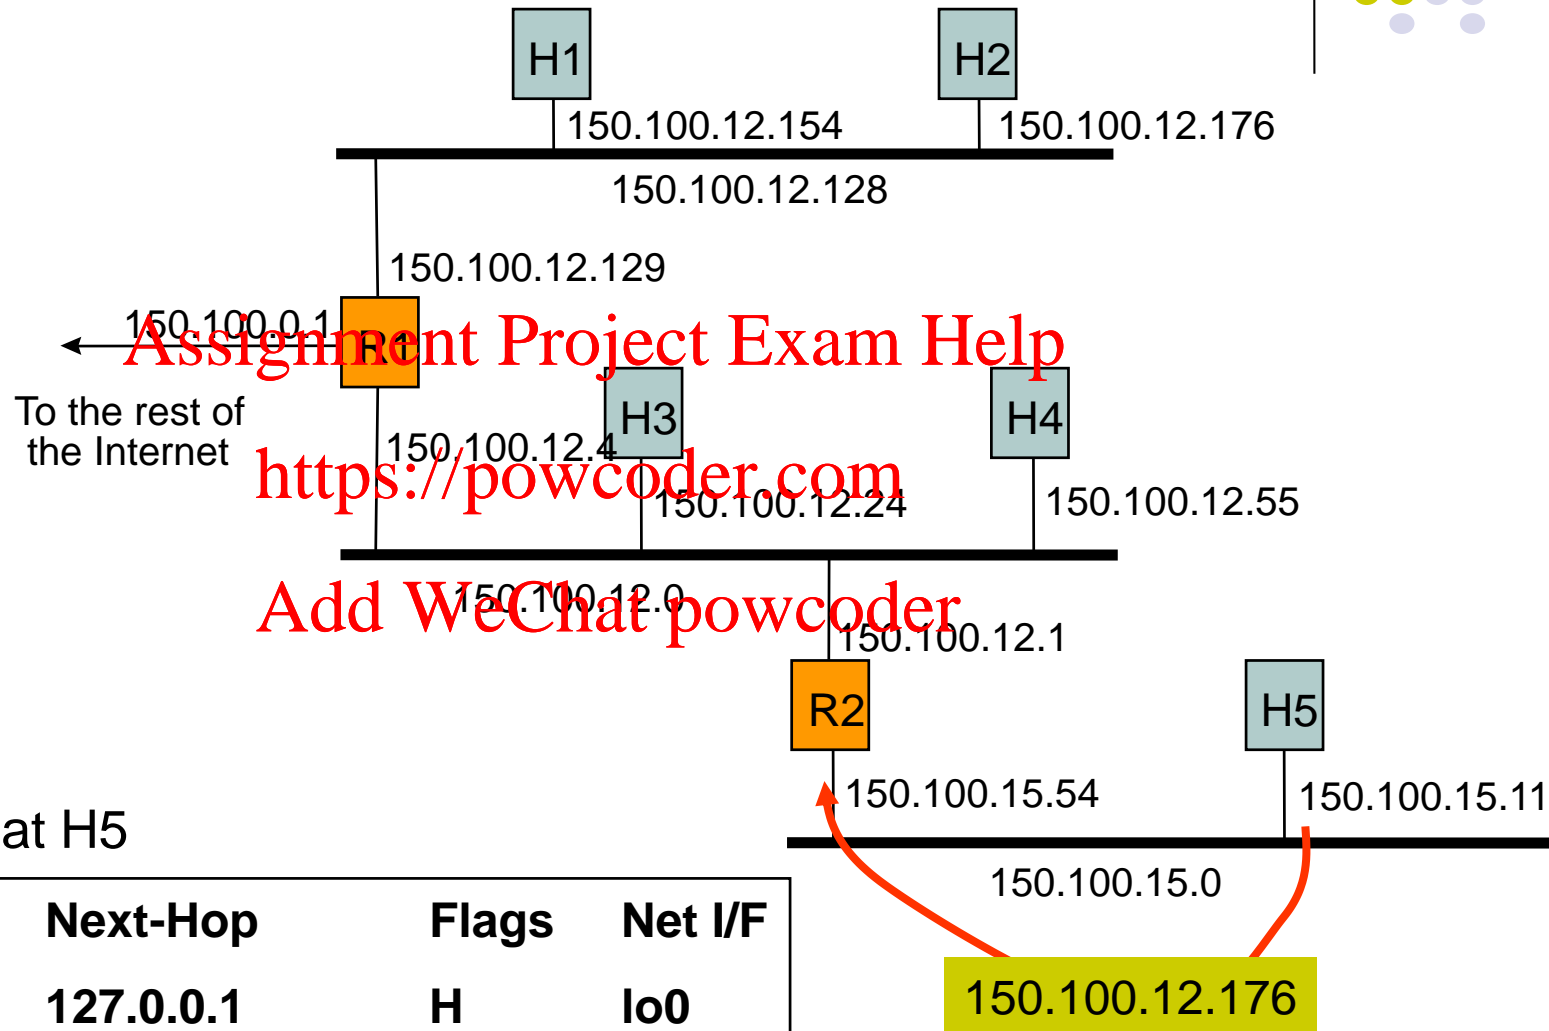 H1
H2
150.100.12.154
150.100.12.176
150.100.12.128
150.100.12.129
150.100.0.1
R1
Assignment Project Exam Help
To the rest of
the Internet
H3
H4
150.100.12.4
https://powcoder.com
150.100.12.24
150.100.12.55
150.100.12.0
Add WeChat powcoder
150.100.12.1
R2
H5
150.100.15.54
150.100.15.11
at H5
150.100.15.0
Next-Hop Flags Net I/F
127.0.0.1 H lo0
150.100.12.176